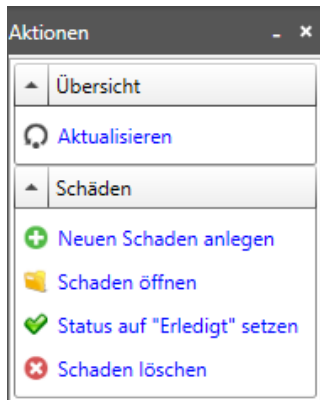 Aktionen
Übersicht
Aktualisieren
Schäden
Neuen Schaden anlegen
Schaden öffnen
Status auf "Erledigt" setzen
Schaden löschen